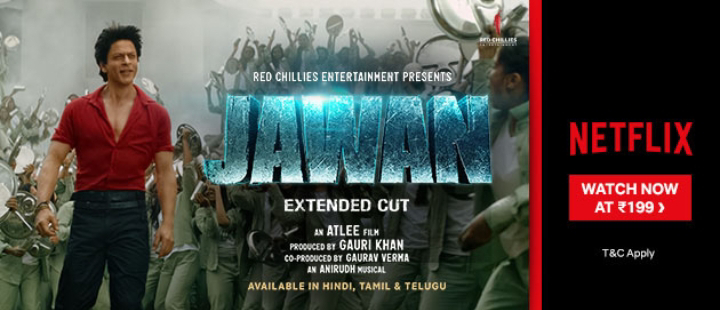 RED CHILLIES
ENTERTAINMENT
RED CHILLIES ENTERTAINMENT PRESENTS
JAWAN
EXTENDED CUT
AN ATLEE FILM
PRODUCED BY GAURI KHAN
CO-PRODUCED BY GAURAV VERMA
AN ANIRUDH MUSICAL
AVAILABLE IN HINDI, TAMIL & TELUGU
NETFLIX
WATCH NOW
AT ₹199 ›
T&C Apply